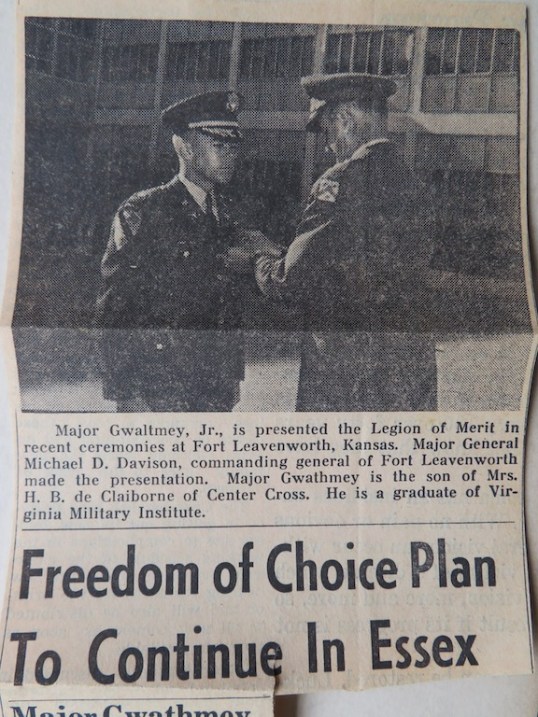 Major Gwaltmey, Jr., is presented the Legion of Merit in
recent ceremonies at Fort Leavenworth, Kansas. Major General
Michael D. Davison, commanding general of Fort Leavenworth
made the presentation. Major Gwathmey is the son of Mrs.
H. B. de Claiborne of Center Cross. He is a graduate of Vir-
ginia Military Institute.
Freedom of Choice Plan
To Continue In Essex
Major Gwathmey